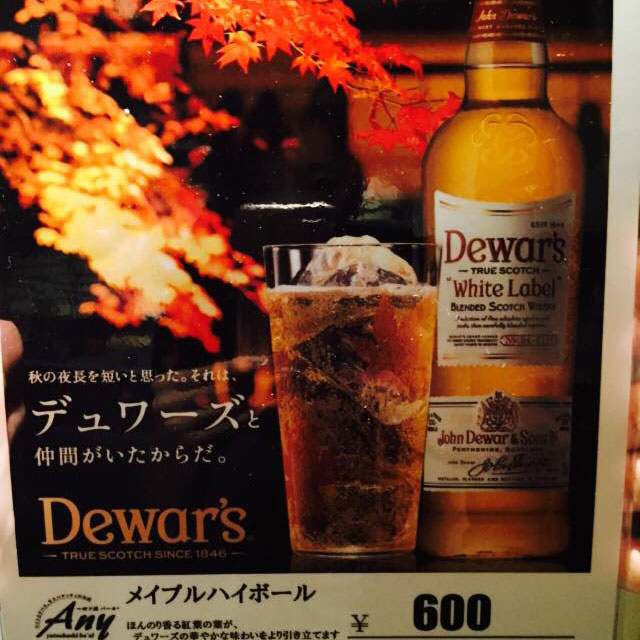 John Dewar's
Dewar's
TRUE SCOTCH
"White Label"
BLENDED SCOTCH WHISKY
John Dewar & Sons Ltd
PERTHSHIRE, SCOTLAND
秋の夜長を短いと思った。それは、
デュワーズと
仲間がいたからだ。
Dewar's
TRUE SCOTCH SINCE 1846
メイプルハイボール
Any
ほんのり香る紅葉の葉が、
デュワーズの華やかな味わいをより引き立てます
¥ 600